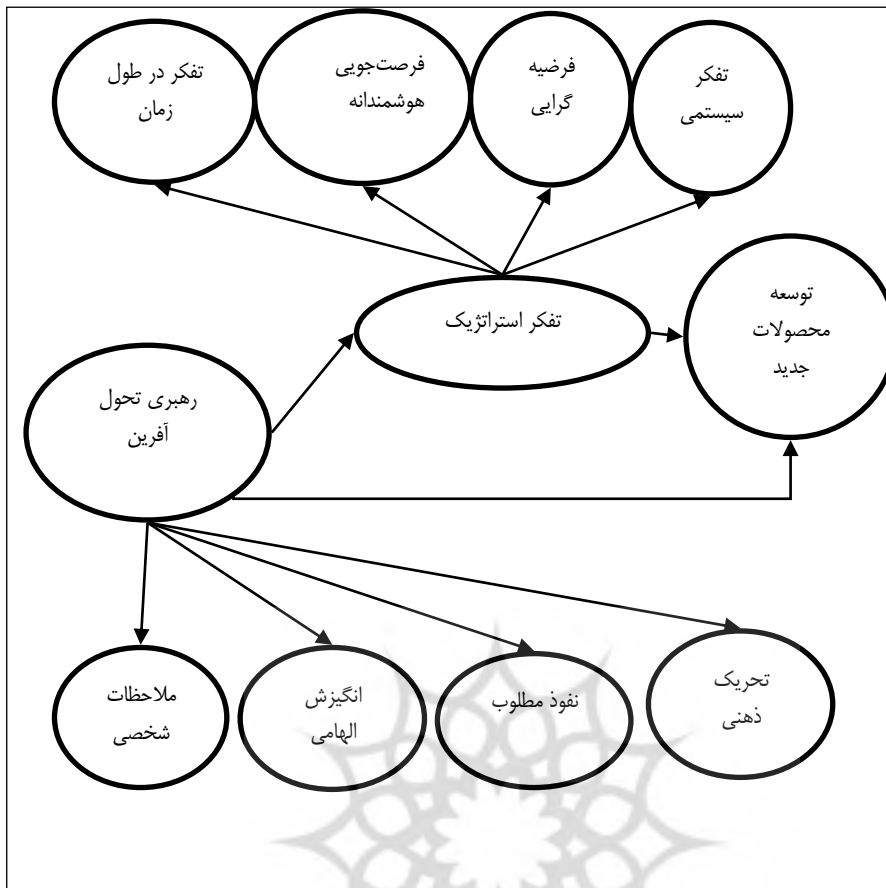 تفکر
سیستمی
فرضیه
گرایی
فرصت‌جویی
هوشمندانه
تفکر در طول
زمان
توسعه
محصولات
جدید
تفکر استراتژیک
رهبری تحول
آفرین
تحریک
ذهنی
نفوذ مطلوب
انگیزش
الهامی
ملاحظات
شخصی